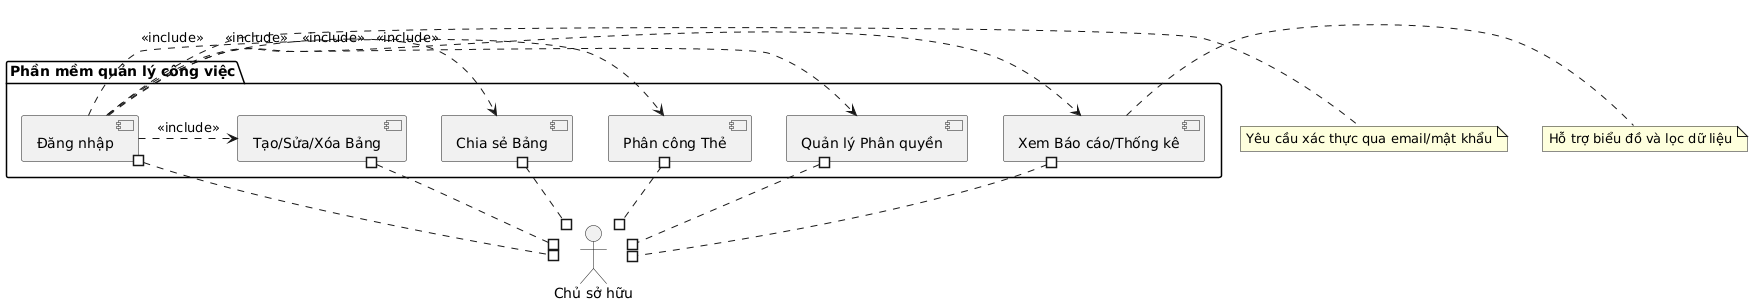 «include»
«include»
«include»
«include»
Phần mềm quản lý công việc
«include»
Đăng nhập
Tạo/Sửa/Xóa Bảng
Chia sẻ Bảng
Phân công Thẻ
Quản lý Phân quyền
Xem Báo cáo/Thống kê
Yêu cầu xác thực qua email/mật khẩu
Hỗ trợ biểu đồ và lọc dữ liệu
Chủ sở hữu